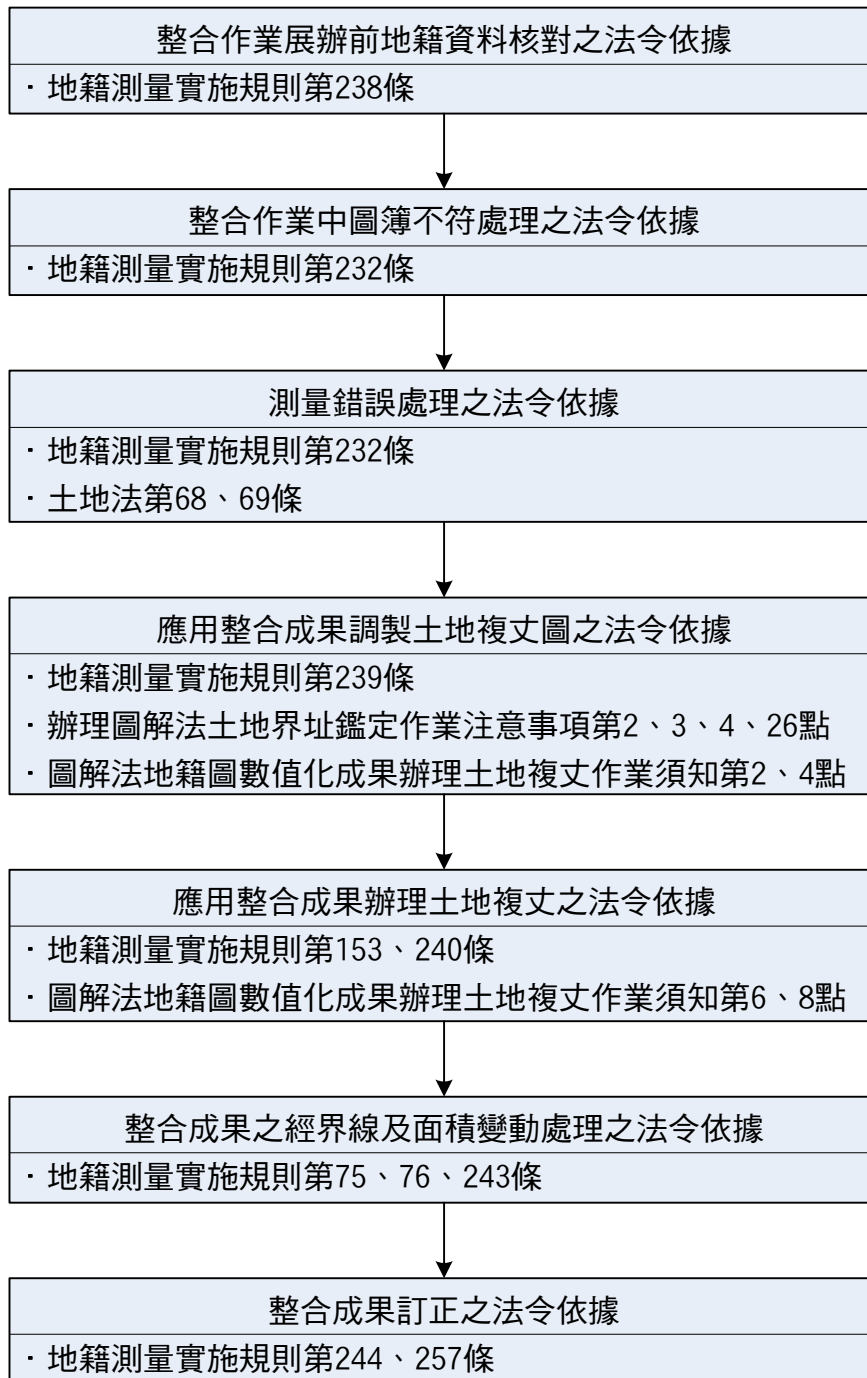 整合作業展辦前地籍資料核對之法令依據
·地籍測量實施規則第238條
整合作業中圖簿不符處理之法令依據
·地籍測量實施規則第232條
測量錯誤處理之法令依據
·地籍測量實施規則第232條
·土地法第68、69條
應用整合成果調製土地複丈圖之法令依據
·地籍測量實施規則第239條
·辦理圖解法土地界址鑑定作業注意事項第2、3、4、26點
·圖解法地籍圖數值化成果辦理土地複丈作業須知第2、4點
應用整合成果辦理土地複丈之法令依據
·地籍測量實施規則第153、240條
·圖解法地籍圖數值化成果辦理土地複丈作業須知第6、8點
整合成果之經界線及面積變動處理之法令依據
·地籍測量實施規則第75、76、243條
整合成果訂正之法令依據
·地籍測量實施規則第244、257條